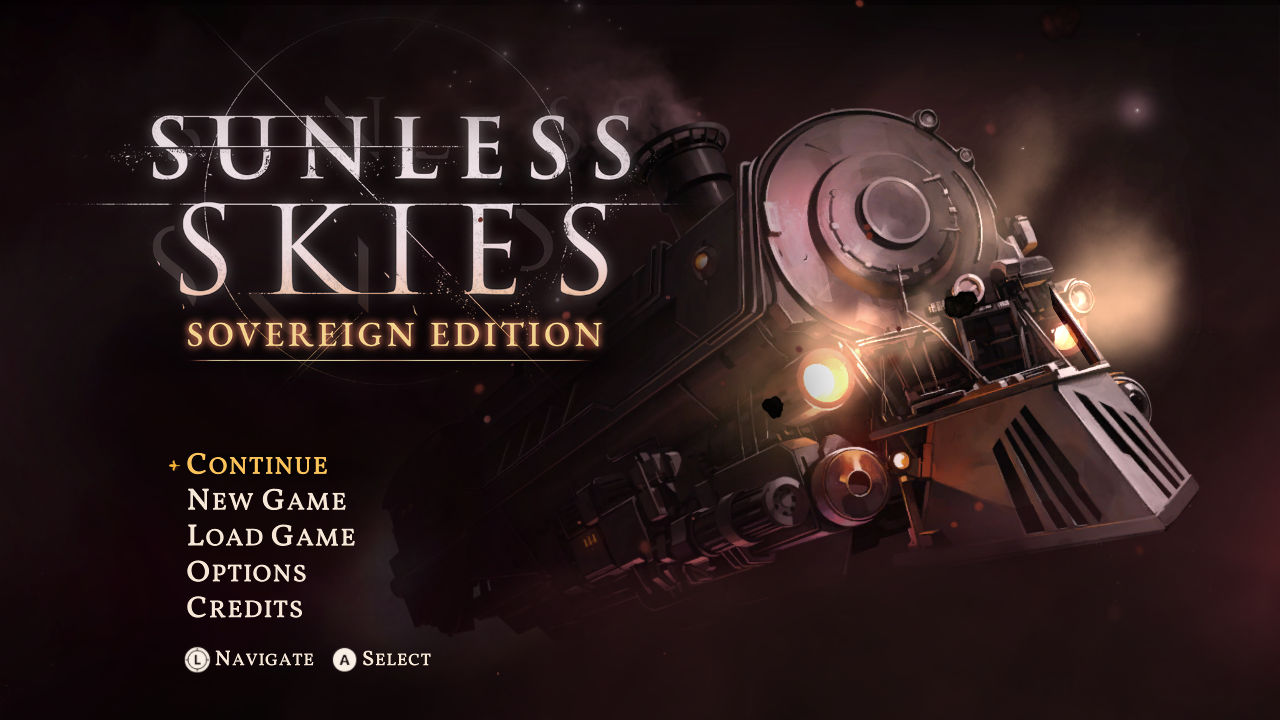 SUNLESS
SKIES
SOVEREIGN EDITION
CONTINUE
NEW GAME
LOAD GAME
OPTIONS
CREDITS
L NAVIGATE A SELECT